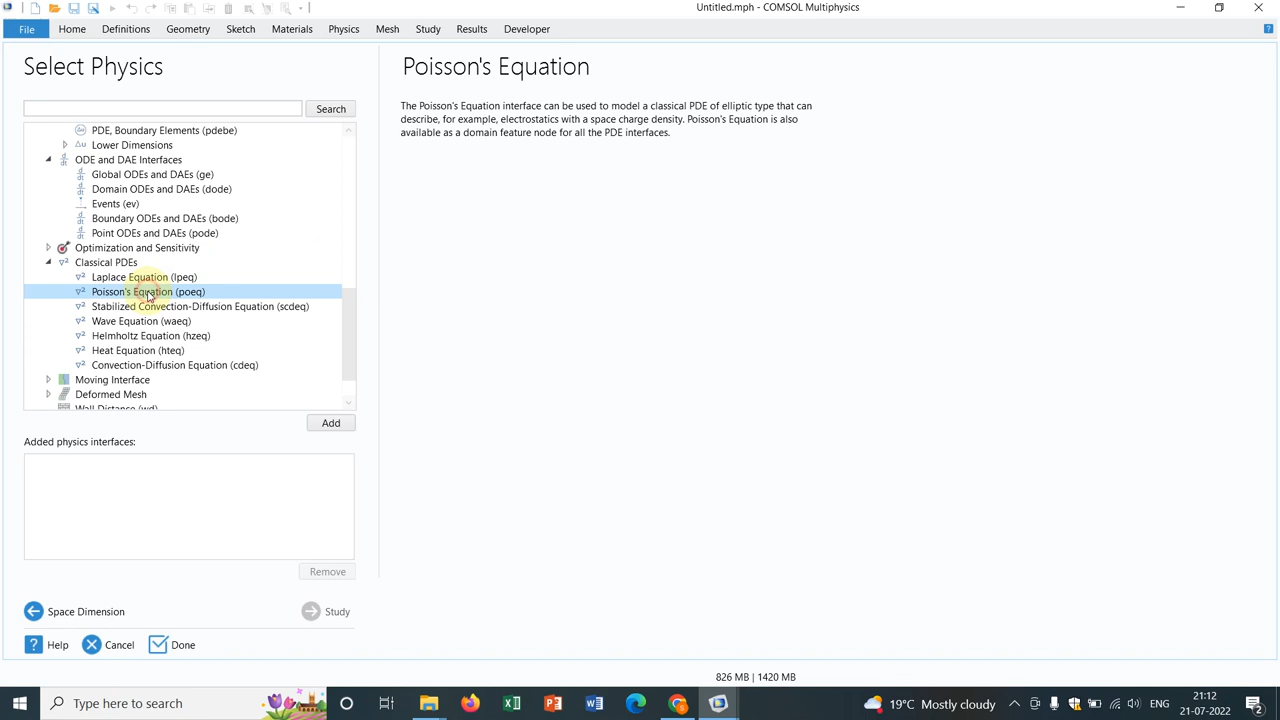 Untitled.mph - COMSOL Multiphysics
File Home Definitions Geometry Sketch Materials Physics Mesh Study Results Developer
Select Physics
Search
PDE, Boundary Elements (pdebe)
Lower Dimensions
ODE and DAE Interfaces
Global ODEs and DAEs (ge)
Domain ODEs and DAEs (dode)
Events (ev)
Boundary ODEs and DAEs (bode)
Point ODEs and DAEs (pode)
Optimization and Sensitivity
Classical PDEs
Laplace Equation (lpeq)
Poisson's Equation (poeq)
Stabilized Convection-Diffusion Equation (scdeq)
Wave Equation (waeq)
Helmholtz Equation (hzeq)
Heat Equation (hteq)
Convection-Diffusion Equation (cdeq)
Moving Interface
Deformed Mesh
Wall Distance (wd)
Add
Added physics interfaces:
Remove
Space Dimension
Study
Help Cancel Done
Poisson's Equation
The Poisson's Equation interface can be used to model a classical PDE of elliptic type that can
describe, for example, electrostatics with a space charge density. Poisson's Equation is also
available as a domain feature node for all the PDE interfaces.
826 MB | 1420 MB
Type here to search
19°C Mostly cloudy
ENG
21:12
21-07-2022
2